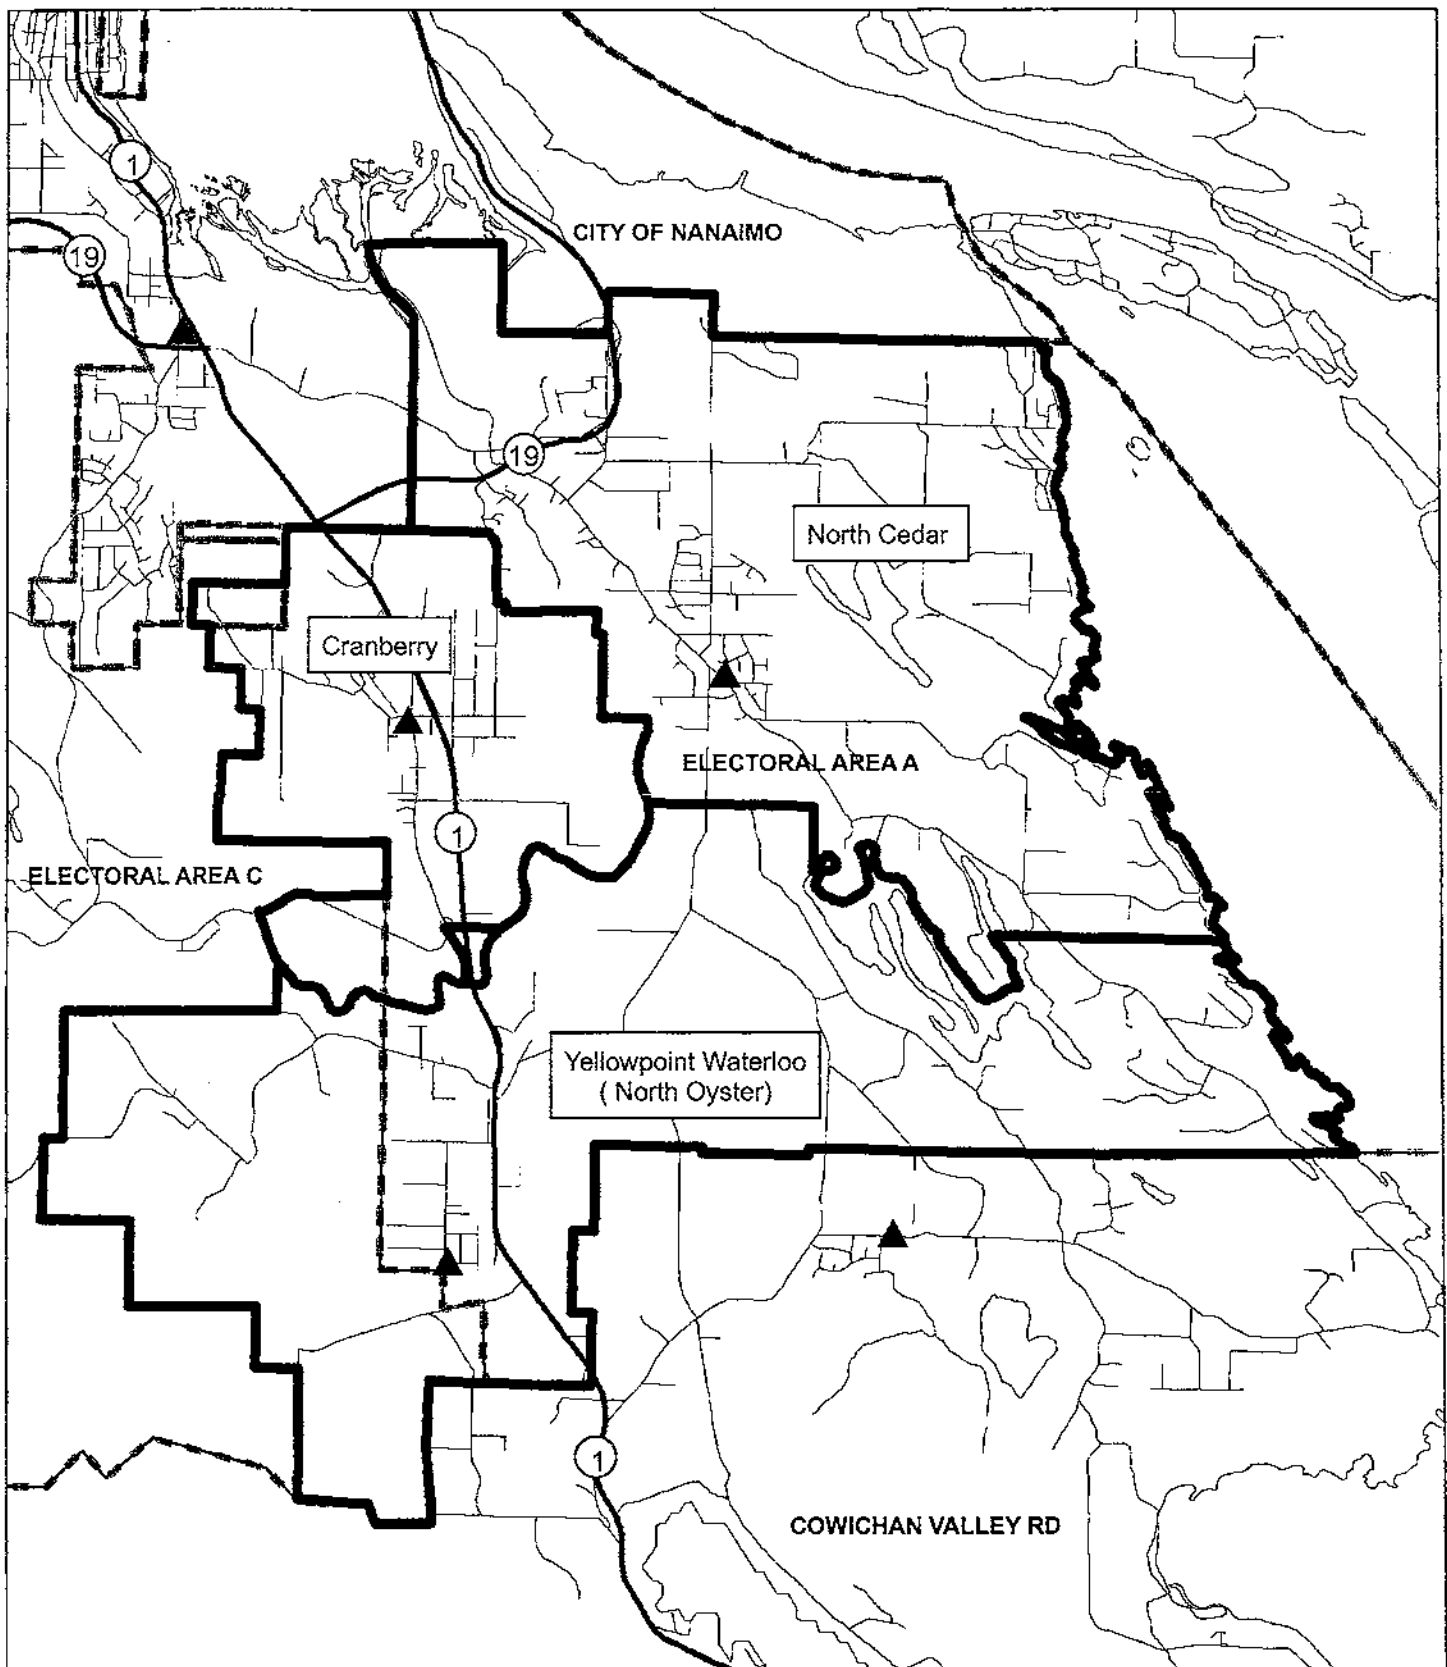 1
CITY OF NANAIMO
19
19
North Cedar
Cranberry
ELECTORAL AREA A
1
ELECTORAL AREA C
Yellowpoint Waterloo
( North Oyster)
1
COWICHAN VALLEY RD